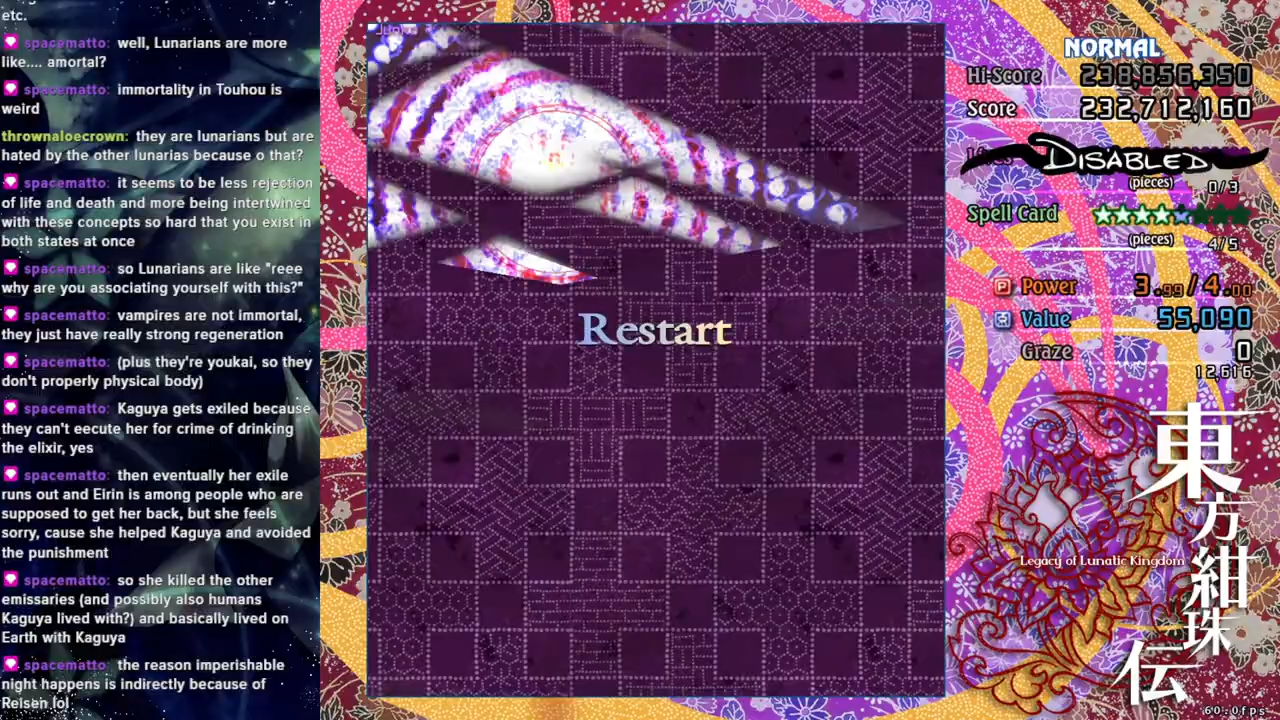 etc.
spacematto: well, Lunarians are more
like.... amortal?
spacematto: immortality in Touhou is
weird
thrownaloecrown: they are lunarians but are
hated by the other lunarias because o that?
spacematto: it seems to be less rejection
of life and death and more being intertwined
with these concepts so hard that you exist in
both states at once
spacematto: so Lunarians are like "reee
why are you associating yourself with this?"
spacematto: vampires are not immortal,
they just have really strong regeneration
spacematto: (plus they're youkai, so they
don't properly physical body)
spacematto: Kaguya gets exiled because
they can't eecute her for crime of drinking
the elixir, yes
spacematto: then eventually her exile
runs out and Eirin is among people who are
supposed to get her back, but she feels
sorry, cause she helped Kaguya and avoided
the punishment
spacematto: so she killed the other
emissaries (and possibly also humans
Kaguya lived with?) and basically lived on
Earth with Kaguya
spacematto: the reason imperishable
night happens is indirectly because of
Reisen lol
Junko
Restart
NORMAL
Hi-Score 238,856,350
Score 232,712,160
DISABLED
(pieces) 0/3
Spell Card
(pieces) 4/5
Power 3.99/4.00
Value 55,090
Graze 0
12,616
東方紺珠伝
Legacy of Lunatic Kingdom
60.0fps